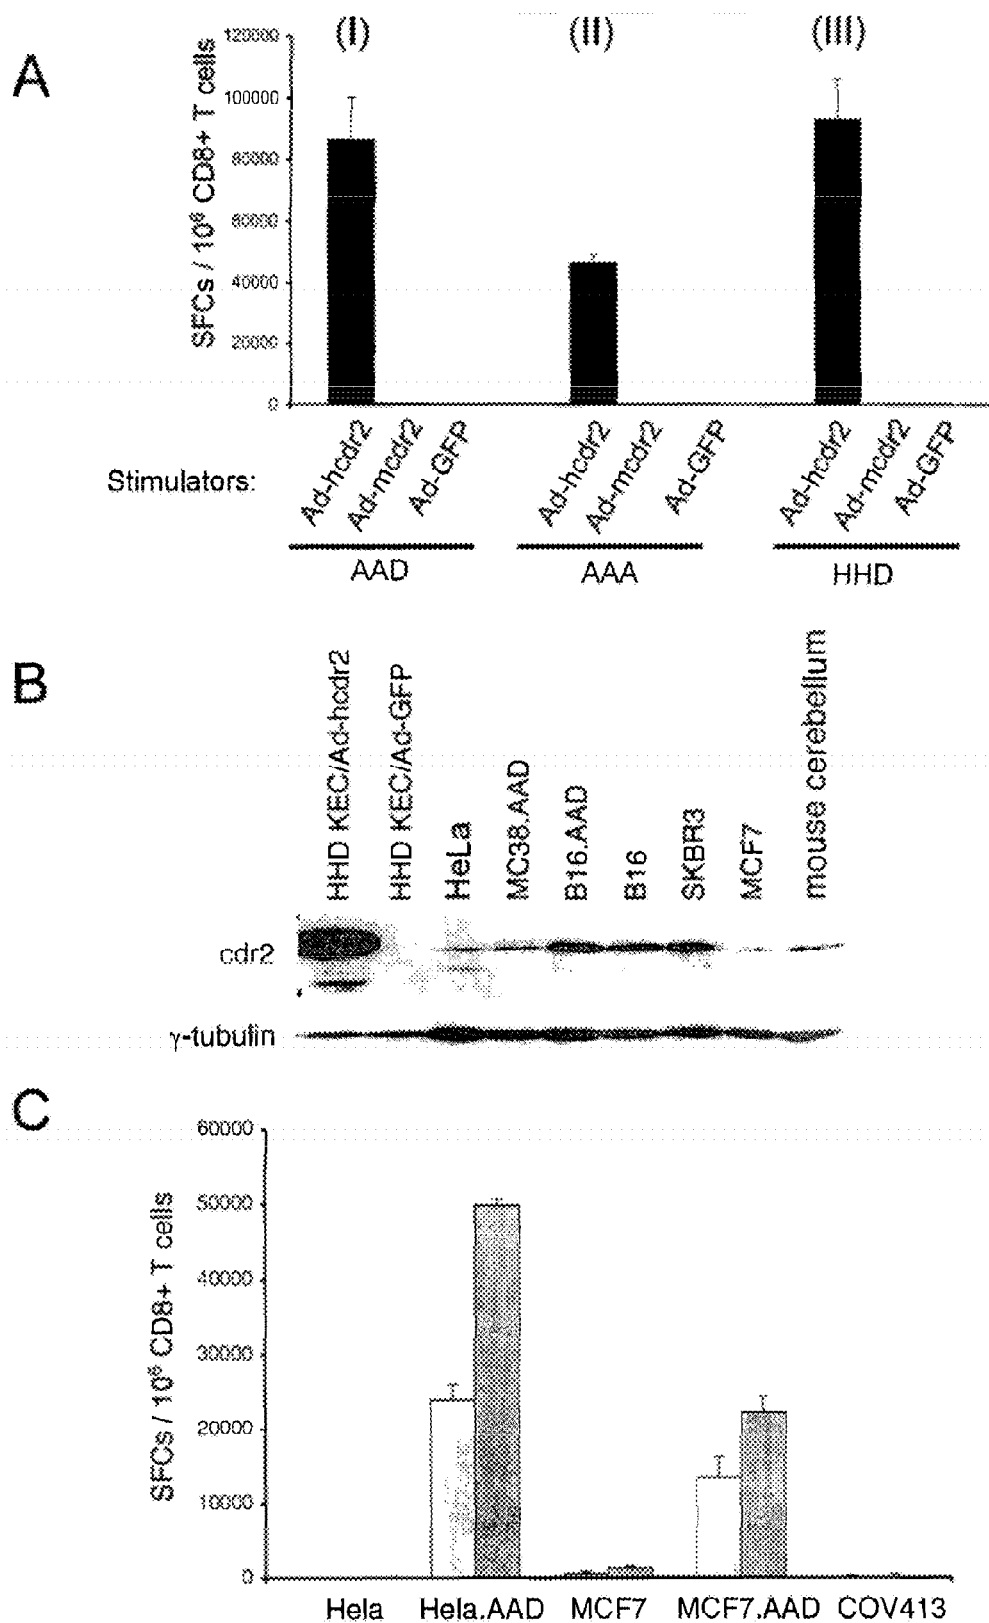 A
(I)
(II)
(III)
SFCs / 10⁶ CD8+ T cells
120000
100000
80000
60000
40000
20000
0
Stimulators:
Ad-hcdr2
Ad-mcdr2
Ad-GFP
Ad-hcdr2
Ad-mcdr2
Ad-GFP
Ad-hcdr2
Ad-mcdr2
Ad-GFP
AAD
AAA
HHD
B
HHD KEC/Ad-hcdr2
HHD KEC/Ad-GFP
HeLa
MC38.AAD
B16.AAD
B16
SKBR3
MCF7
mouse cerebellum
cdr2
γ-tubulin
C
SFCs / 10⁶ CD8+ T cells
60000
50000
40000
30000
20000
10000
0
Hela
Hela.AAD
MCF7
MCF7.AAD
COV413